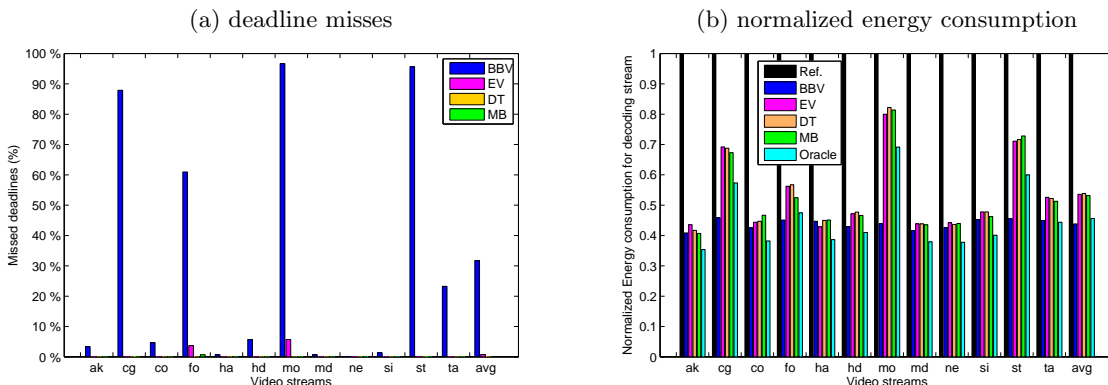 (a) deadline misses
100 %
90 %
80 %
70 %
60 %
50 %
40 %
30 %
20 %
10 %
0 %
Missed deadlines (%)
BBV
EV
DT
MB
ak cg co fo ha hd mo md ne si st ta avg
Video streams
(b) normalized energy consumption
1
0.9
0.8
0.7
0.6
0.5
0.4
0.3
0.2
0.1
0
Normalized Energy consumption for decoding stream
Ref.
BBV
EV
DT
MB
Oracle
ak cg co fo ha hd mo md ne si st ta avg
Video streams